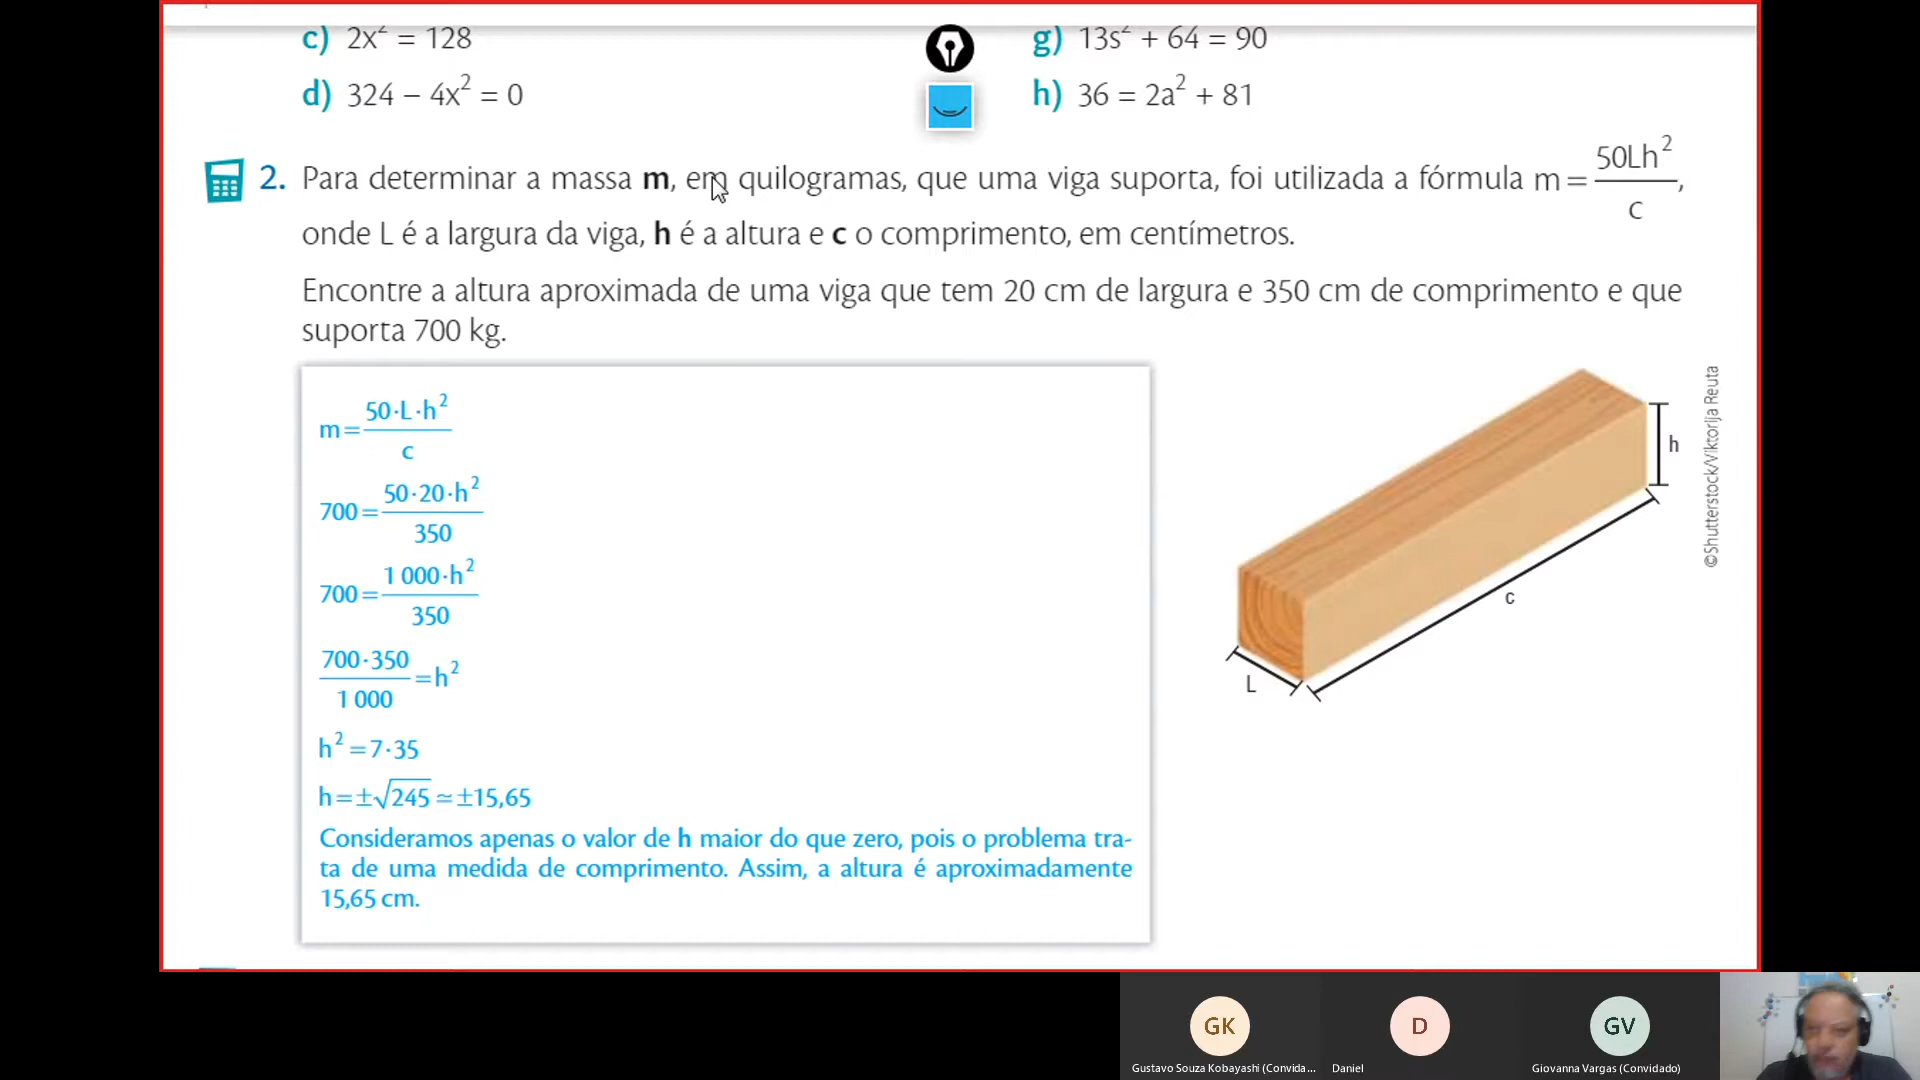 c) 2x² = 128
g) 13s² + 64 = 90
d) 324 – 4x² = 0
h) 36 = 2a² + 81
2. Para determinar a massa m, em quilogramas, que uma viga suporta, foi utilizada a fórmula m = 50Lh²/c,
onde L é a largura da viga, h é a altura e c o comprimento, em centímetros.
Encontre a altura aproximada de uma viga que tem 20 cm de largura e 350 cm de comprimento e que
suporta 700 kg.
m = 50·L·h²/c
700 = 50·20·h²/350
700 = 1 000·h²/350
700·350/1 000 = h²
h² = 7·35
h = ±√245 ≃ ±15,65
Consideramos apenas o valor de h maior do que zero, pois o problema tra-
ta de uma medida de comprimento. Assim, a altura é aproximadamente
15,65 cm.
h
c
L
©Shutterstock/Viktorija Reuta
GK
D
GV
Gustavo Souza Kobayashi (Convida...
Daniel
Giovanna Vargas (Convidado)